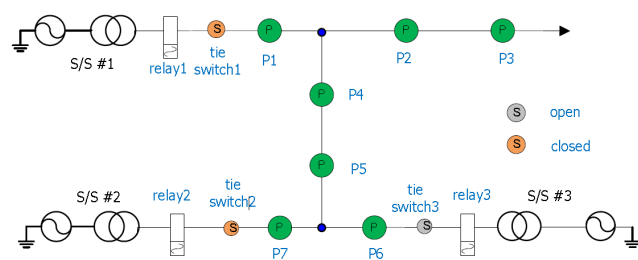 S/S #1
relay1
tie
switch1
P
P1
P
P2
P
P3
S
P
P4
S
open
S
closed
P
P5
S/S #2
relay2
tie
switch2
S
P
P7
P
P6
tie
switch3
S
relay3
S/S #3